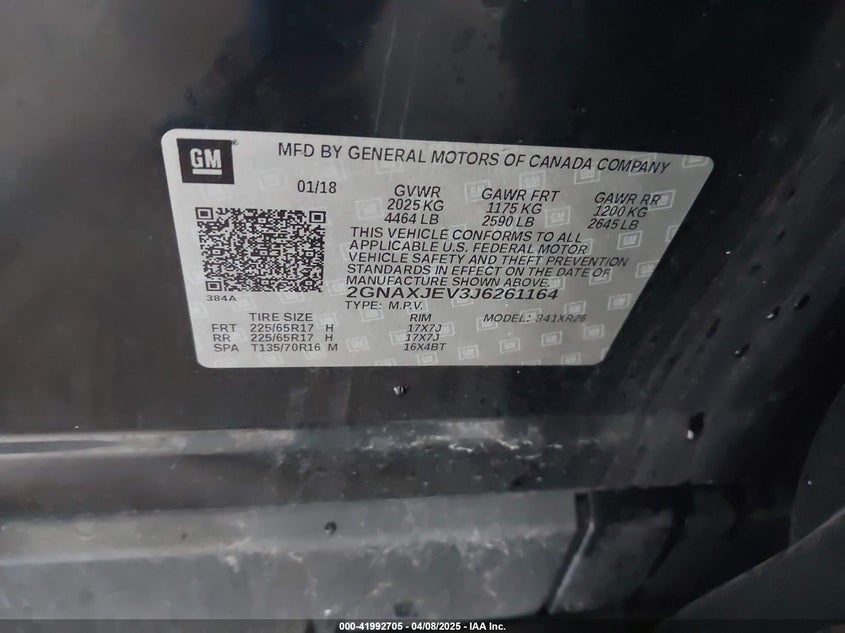 GM
MFD BY GENERAL MOTORS OF CANADA COMPANY
01/18 GVWR GAWR FRT GAWR RR
2025 KG 1175 KG 1200 KG
4464 LB 2590 LB 2645 LB
THIS VEHICLE CONFORMS TO ALL
APPLICABLE U.S. FEDERAL MOTOR
VEHICLE SAFETY AND THEFT PREVENTION
STANDARDS IN EFFECT ON THE DATE OF
MANUFACTURE SHOWN ABOVE.
384A
2GNAXJEV3J6261164
TYPE: M.P.V.
TIRE SIZE RIM MODEL: 341XR26
FRT 225/65R17 H 17X7J
RR 225/65R17 H 17X7J
SPA T135/70R16 M 16X4BT
000-41992705 - 04/08/2025 - IAA Inc.